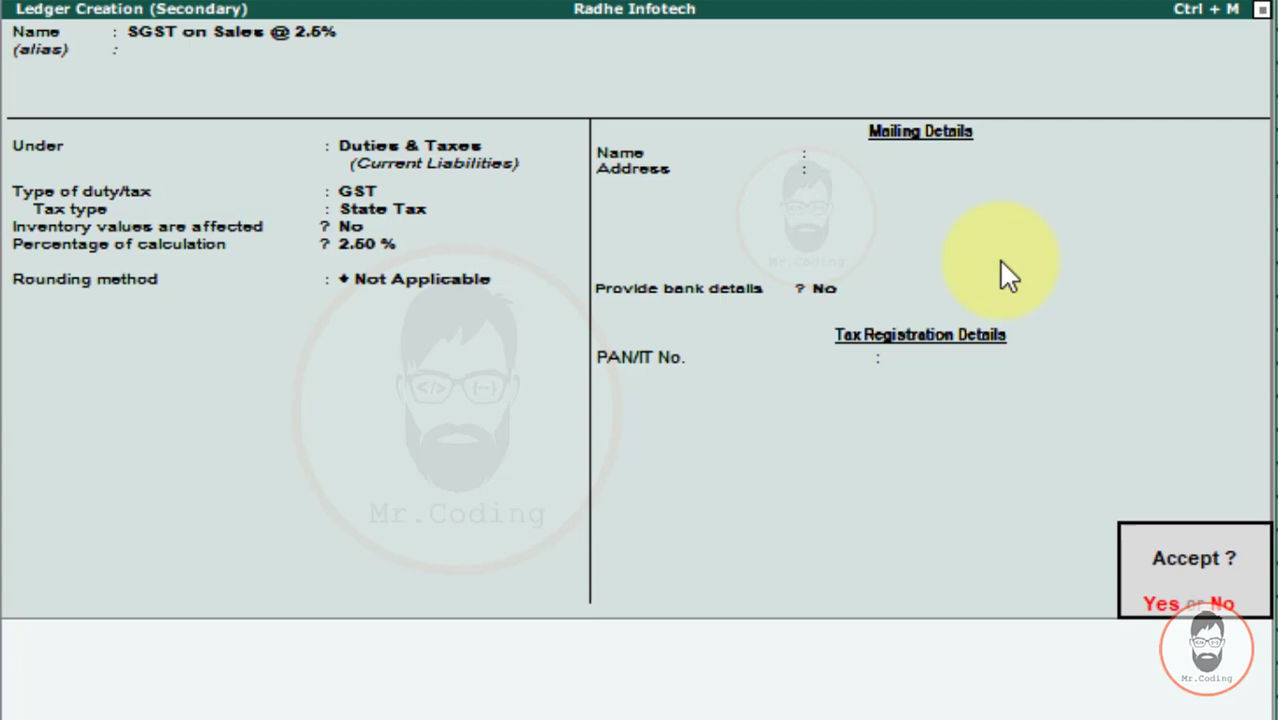 Ledger Creation (Secondary) Radhe Infotech Ctrl + M
Name : SGST on Sales @ 2.5%
(alias) :
Mailing Details
Under : Duties & Taxes
(Current Liabilities)
Type of duty/tax : GST
Tax type : State Tax
Inventory values are affected ? No
Percentage of calculation ? 2.50 %
Rounding method : ♦ Not Applicable
Name :
Address :
Mr.Coding
Provide bank details ? No
Tax Registration Details
PAN/IT No. :
Mr.Coding
Accept ?
Yes or No
Mr.Coding